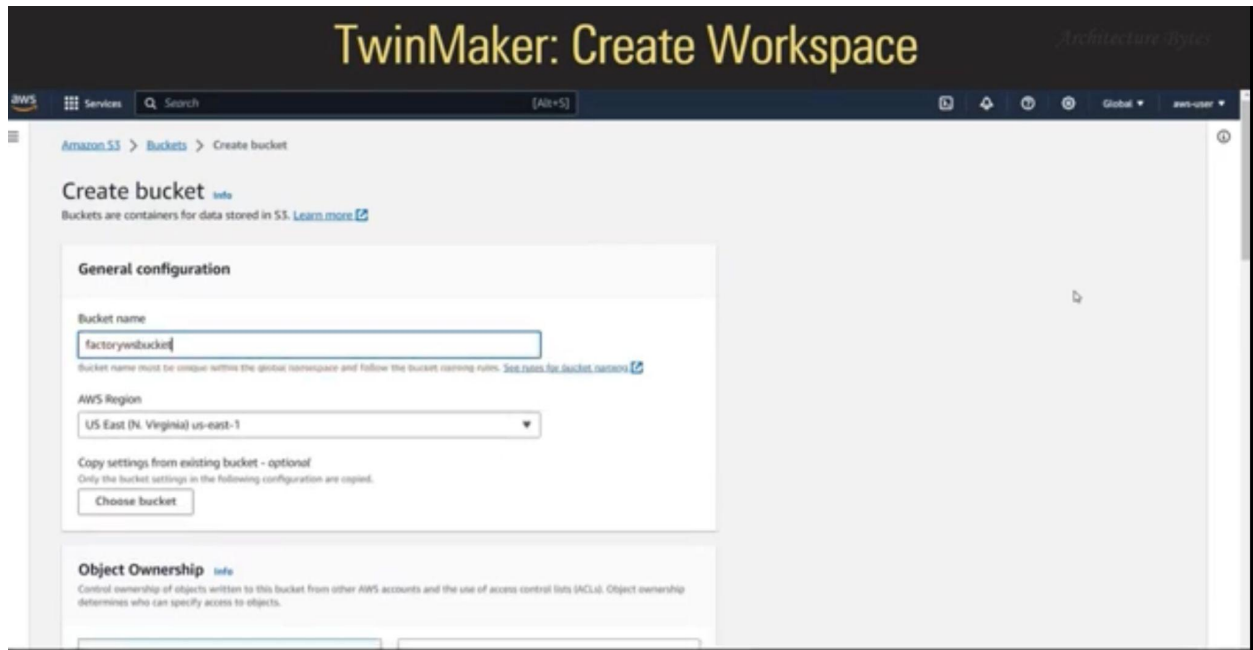 TwinMaker: Create Workspace
Architecture Bytes
aws
Services
Search
[Alt+S]
Global
aws-user
Amazon S3 > Buckets > Create bucket
Create bucket Info
Buckets are containers for data stored in S3. Learn more
General configuration
Bucket name
factorywsbucket
Bucket name must be unique within the global namespace and follow the bucket naming rules. See rules for bucket naming
AWS Region
US East (N. Virginia) us-east-1
Copy settings from existing bucket - optional
Only the bucket settings in the following configuration are copied.
Choose bucket
Object Ownership Info
Control ownership of objects written to this bucket from other AWS accounts and the use of access control lists (ACLs). Object ownership
determines who can specify access to objects.